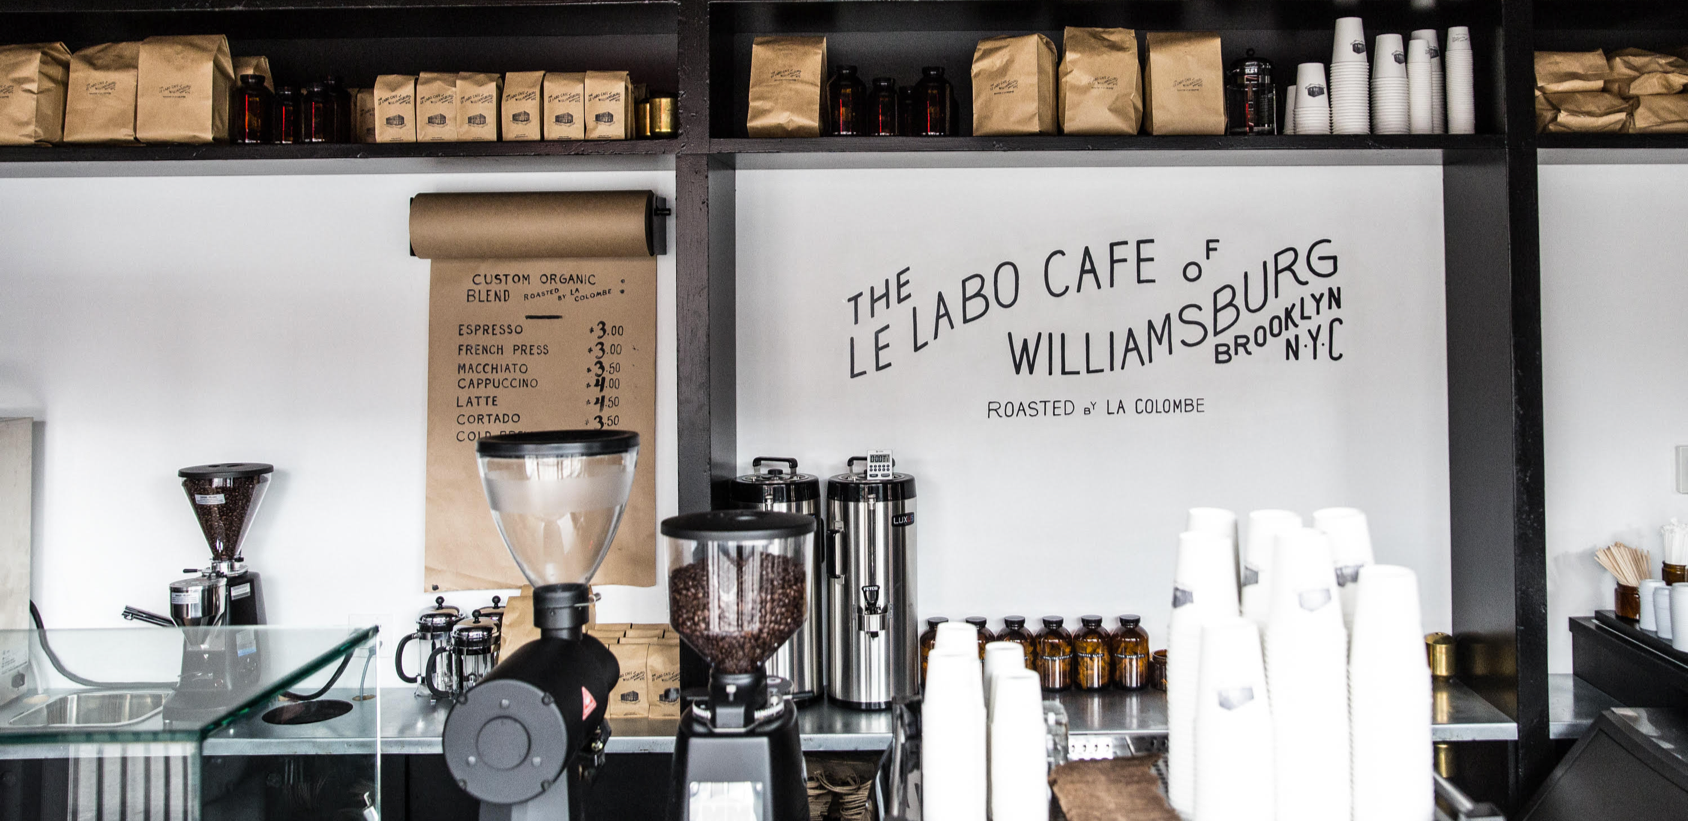 CUSTOM ORGANIC
BLEND ROASTED BY LA COLOMBE
ESPRESSO $3.00
FRENCH PRESS $3.00
MACCHIATO $3.50
CAPPUCCINO $4.00
LATTE $4.50
CORTADO $3.50
COLD
THE
LE LABO CAFE OF
WILLIAMSBURG
BROOKLYN
N.Y.C
ROASTED BY LA COLOMBE
LUXUS
FETCO